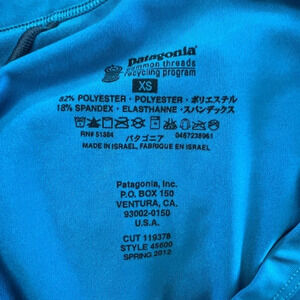 patagonia
common threads
recycling program
XS
82% POLYESTER • POLYESTER • ポリエステル
18% SPANDEX • ELASTHANNE • スパンデックス
RN# 51884 パタゴニア 0467238961
MADE IN ISRAEL, FABRIQUE EN ISRAEL
Patagonia, Inc.
P.O. BOX 150
VENTURA, CA.
93002-0150
U.S.A.
CUT 119378
STYLE 45600
SPRING 2012